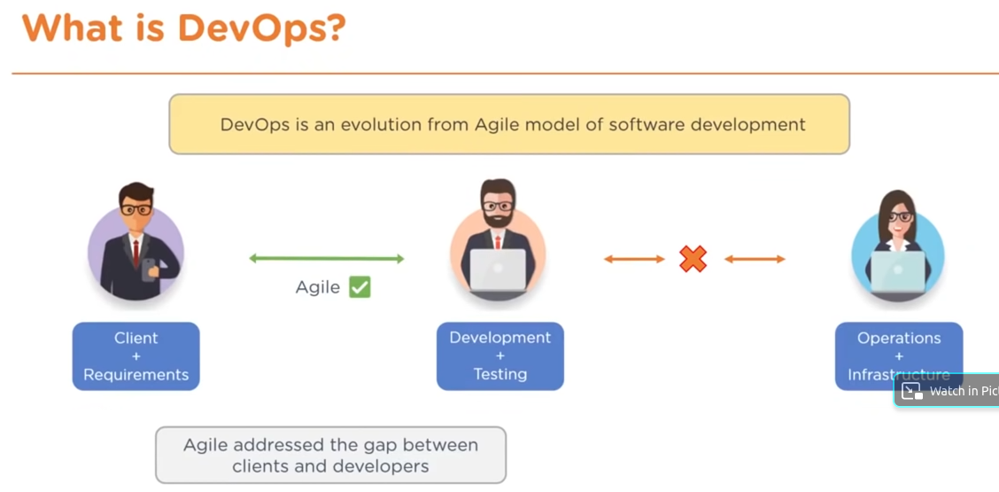 What is DevOps?
DevOps is an evolution from Agile model of software development
Agile
Client
+
Requirements
Development
+
Testing
Operations
+
Infrastructure
Watch in Pic
Agile addressed the gap between
clients and developers